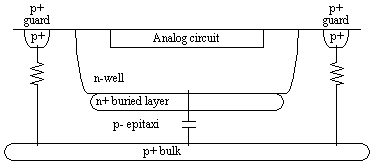 p+
guard
p+
guard
p+
Analog circuit
p+
n-well
n+ buried layer
p- epitaxi
p+ bulk